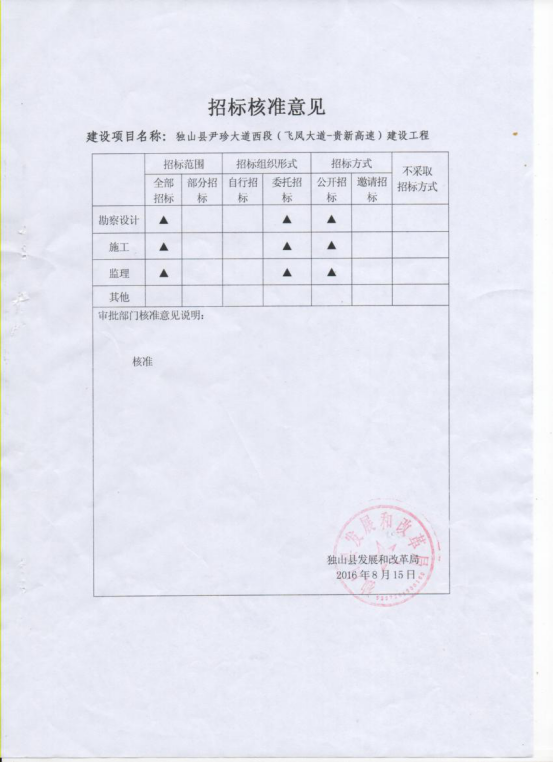 招标核准意见
建设项目名称：独山县尹珍大道西段（飞凤大道-贵新高速）建设工程
招标范围 招标组织形式 招标方式 不采取招标方式
全部招标 部分招标 自行招标 委托招标 公开招标 邀请招标
勘察设计 ▲ ▲ ▲
施工 ▲ ▲ ▲
监理 ▲ ▲ ▲
其他
审批部门核准意见说明：
核准
发展和改革局
独山县发展和改革局
2016年8月15日